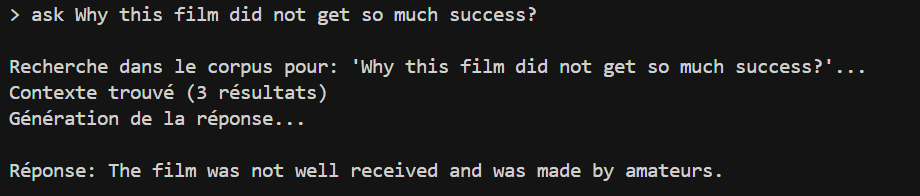 > ask Why this film did not get so much success?
Recherche dans le corpus pour: 'Why this film did not get so much success?'...
Contexte trouvé (3 résultats)
Génération de la réponse...
Réponse: The film was not well received and was made by amateurs.